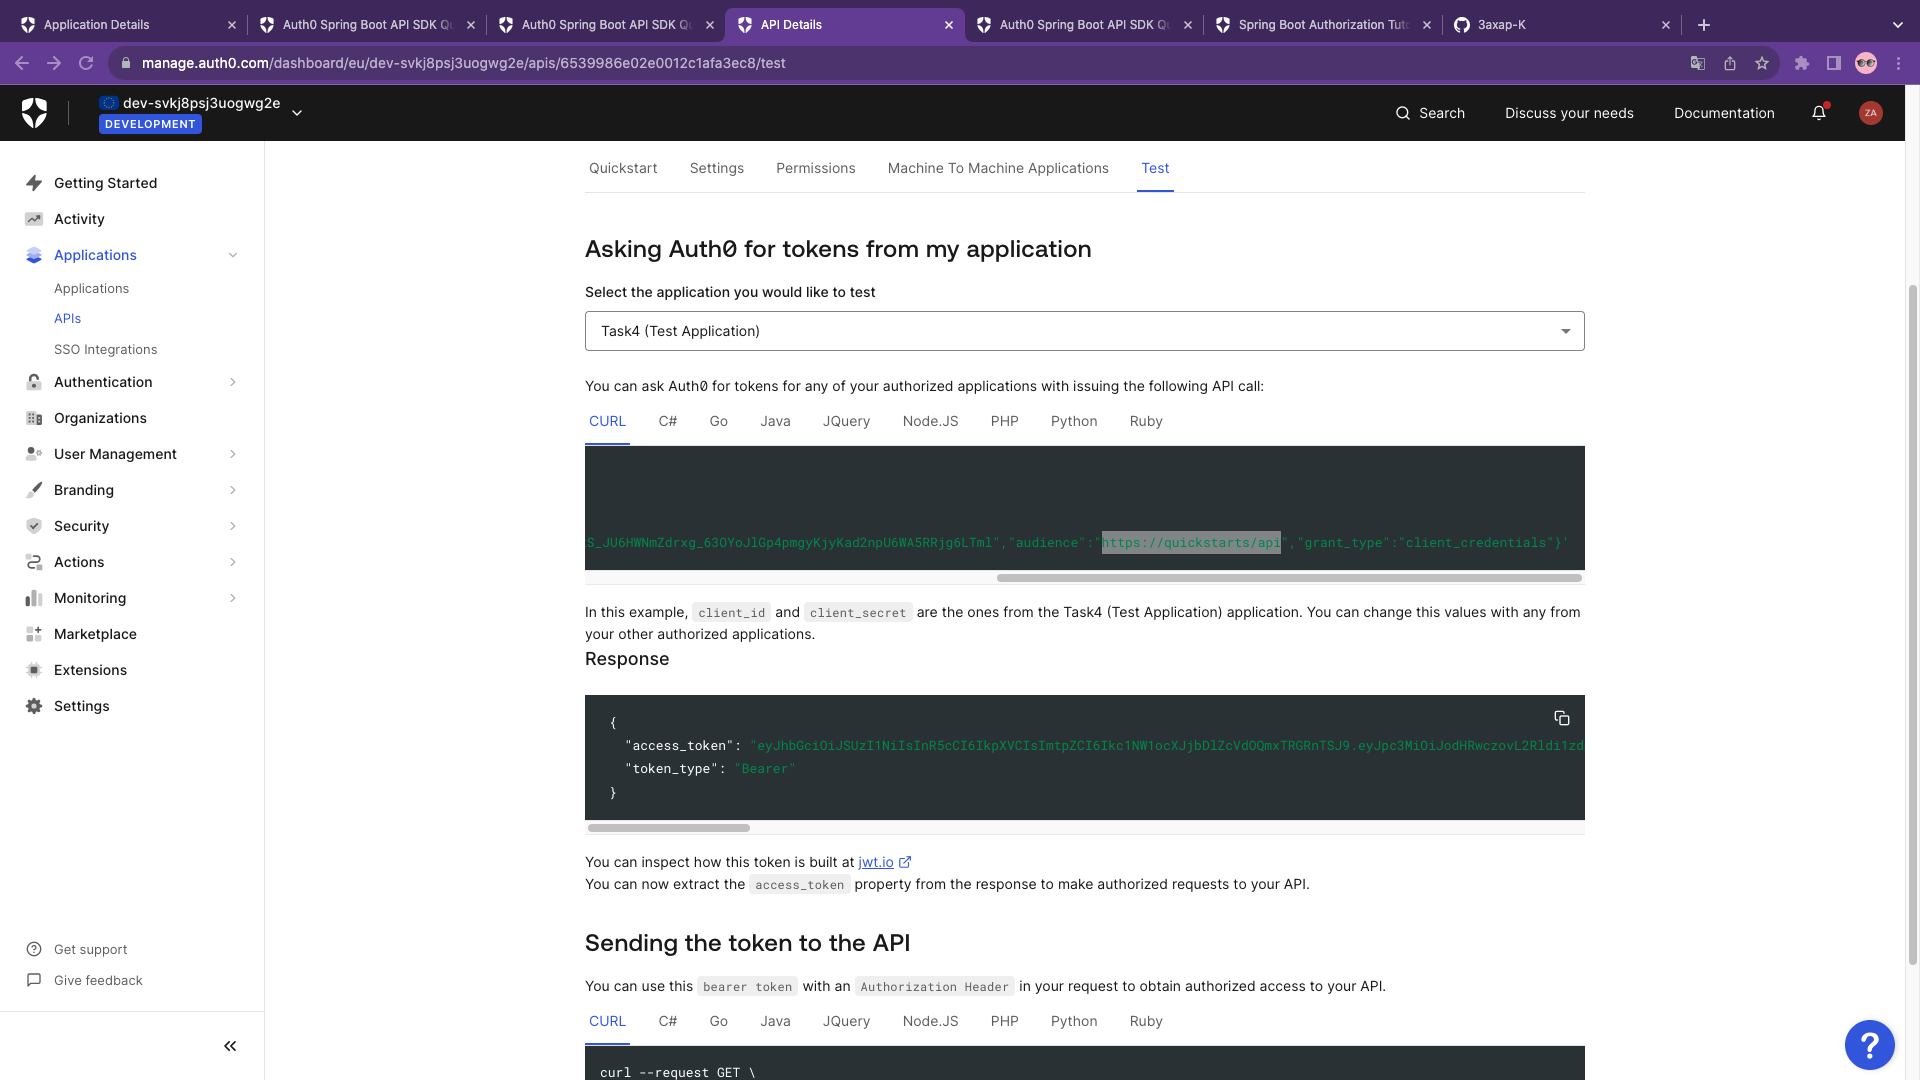 Application Details
Auth0 Spring Boot API SDK Qu
Auth0 Spring Boot API SDK Qu
API Details
Auth0 Spring Boot API SDK Qu
Spring Boot Authorization Tuto
3axap-K
manage.auth0.com/dashboard/eu/dev-svkj8psj3uogwg2e/apis/6539986e02e0012c1afa3ec8/test
dev-svkj8psj3uogwg2e
DEVELOPMENT
Search
Discuss your needs
Documentation
ZA
Getting Started
Activity
Applications
Applications
APIs
SSO Integrations
Authentication
Organizations
User Management
Branding
Security
Actions
Monitoring
Marketplace
Extensions
Settings
Get support
Give feedback
Quickstart
Settings
Permissions
Machine To Machine Applications
Test
Asking Auth0 for tokens from my application
Select the application you would like to test
Task4 (Test Application)
You can ask Auth0 for tokens for any of your authorized applications with issuing the following API call:
CURL C# Go Java JQuery Node.JS PHP Python Ruby
S_JU6HWNmZdrxg_63OYoJlGp4pmgyKjyKad2npU6WA5RRjg6LTml","audience":"https://quickstarts/api","grant_type":"client_credentials"}'
In this example, client_id and client_secret are the ones from the Task4 (Test Application) application. You can change this values with any from
your other authorized applications.
Response
{
"access_token": "eyJhbGciOiJSUzI1NiIsInR5cCI6IkpXVCIsImtpZCI6Ikc1NW1ocXJjbDlZcVdOQmxTRGRnTSJ9.eyJpc3MiOiJodHRwczovL2Rldi1zd
"token_type": "Bearer"
}
You can inspect how this token is built at jwt.io
You can now extract the access_token property from the response to make authorized requests to your API.
Sending the token to the API
You can use this bearer token with an Authorization Header in your request to obtain authorized access to your API.
CURL C# Go Java JQuery Node.JS PHP Python Ruby
curl --request GET \
?